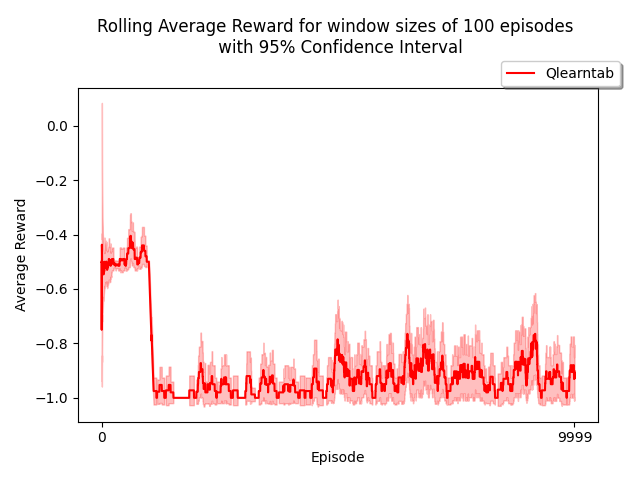 Rolling Average Reward for window sizes of 100 episodes
with 95% Confidence Interval
Qlearntab
0.0
−0.2
−0.4
−0.6
−0.8
−1.0
Average Reward
0
9999
Episode